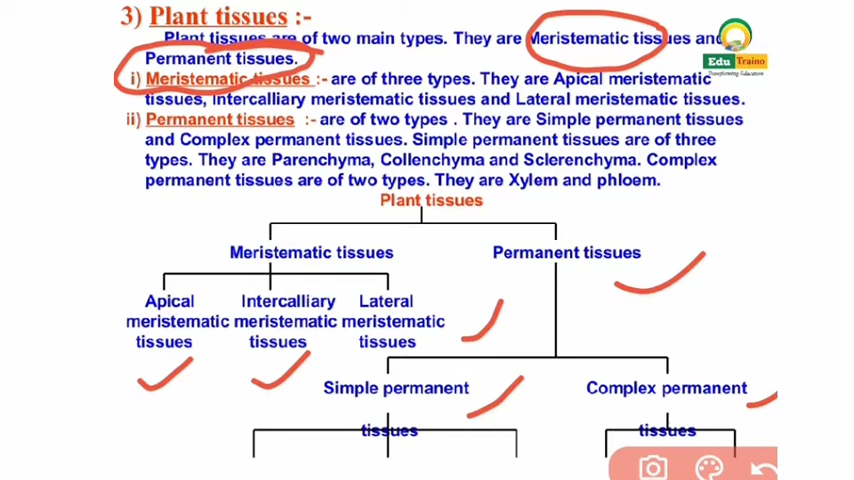 3) Plant tissues :-
Plant tissues are of two main types. They are Meristematic tissues and
Permanent tissues.
i) Meristematic tissues :- are of three types. They are Apical meristematic
tissues, Intercalliary meristematic tissues and Lateral meristematic tissues.
ii) Permanent tissues :- are of two types . They are Simple permanent tissues
and Complex permanent tissues. Simple permanent tissues are of three
types. They are Parenchyma, Collenchyma and Sclerenchyma. Complex
permanent tissues are of two types. They are Xylem and phloem.
Plant tissues
Meristematic tissues Permanent tissues
Apical Intercalliary Lateral
meristematic meristematic meristematic
tissues tissues tissues
Simple permanent Complex permanent
tissues tissues
Edu Traino
Transforming Education